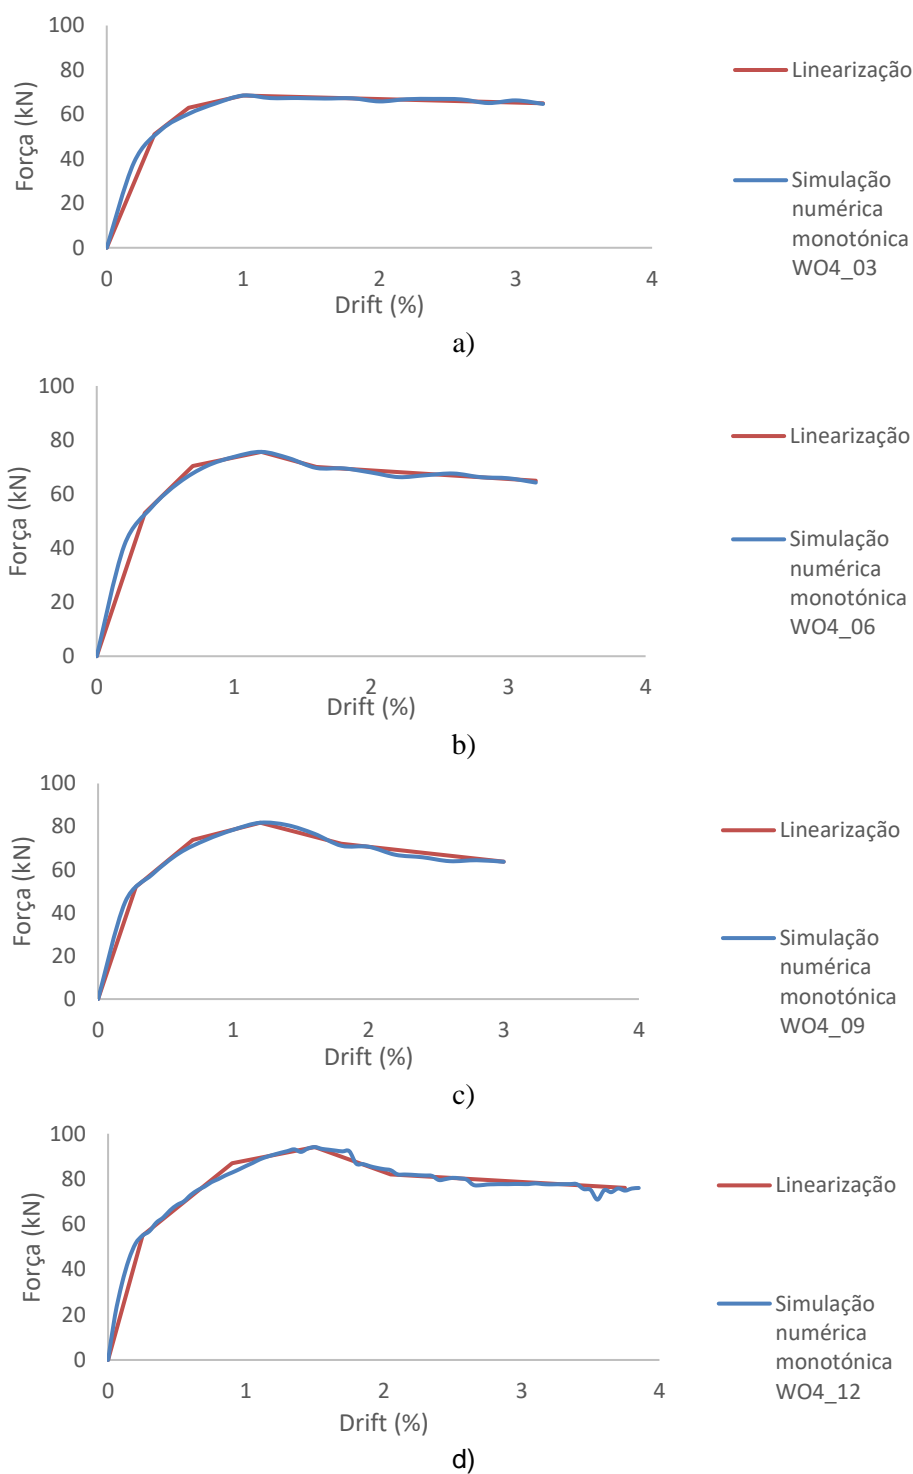 100
80
60
40
20
0
Força (kN)
0
1
2
3
4
Drift (%)
Linearização
Simulação
numérica
monotónica
WO4_03
a)
100
80
60
40
20
0
Força (kN)
0
1
2
3
4
Drift (%)
Linearização
Simulação
numérica
monotónica
WO4_06
b)
100
80
60
40
20
0
Força (kN)
0
1
2
3
4
Drift (%)
Linearização
Simulação
numérica
monotónica
WO4_09
c)
100
80
60
40
20
0
Força (kN)
0
1
2
3
4
Drift (%)
Linearização
Simulação
numérica
monotónica
WO4_12
d)